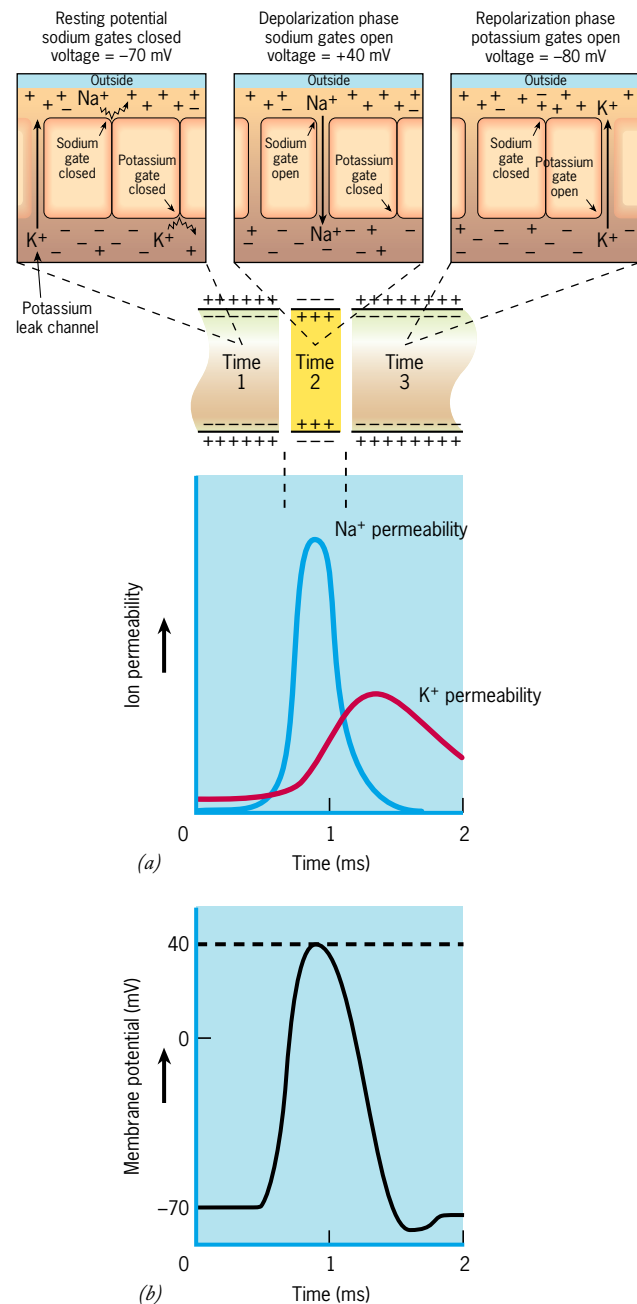 Resting potential
sodium gates closed
voltage = –70 mV
Depolarization phase
sodium gates open
voltage = +40 mV
Repolarization phase
potassium gates open
voltage = –80 mV
Outside
+ + Na+ + + +
+ + + + + –
Sodium
gate
closed
Potassium
gate
closed
K+
K+
Potassium
leak channel
Outside
Na+
Sodium
gate
open
Potassium
gate
closed
Na+
Outside
K+
Sodium
gate
closed
Potassium
gate
open
K+
++++++
––––––
–––
+++
++++++++
––––––––
Time
1
Time
2
Time
3
––––––
++++++
+++
–––
––––––––
++++++++
Na+ permeability
K+ permeability
Ion permeability
0
1
2
(a)
Time (ms)
40
0
–70
Membrane potential (mV)
0
1
2
(b)
Time (ms)